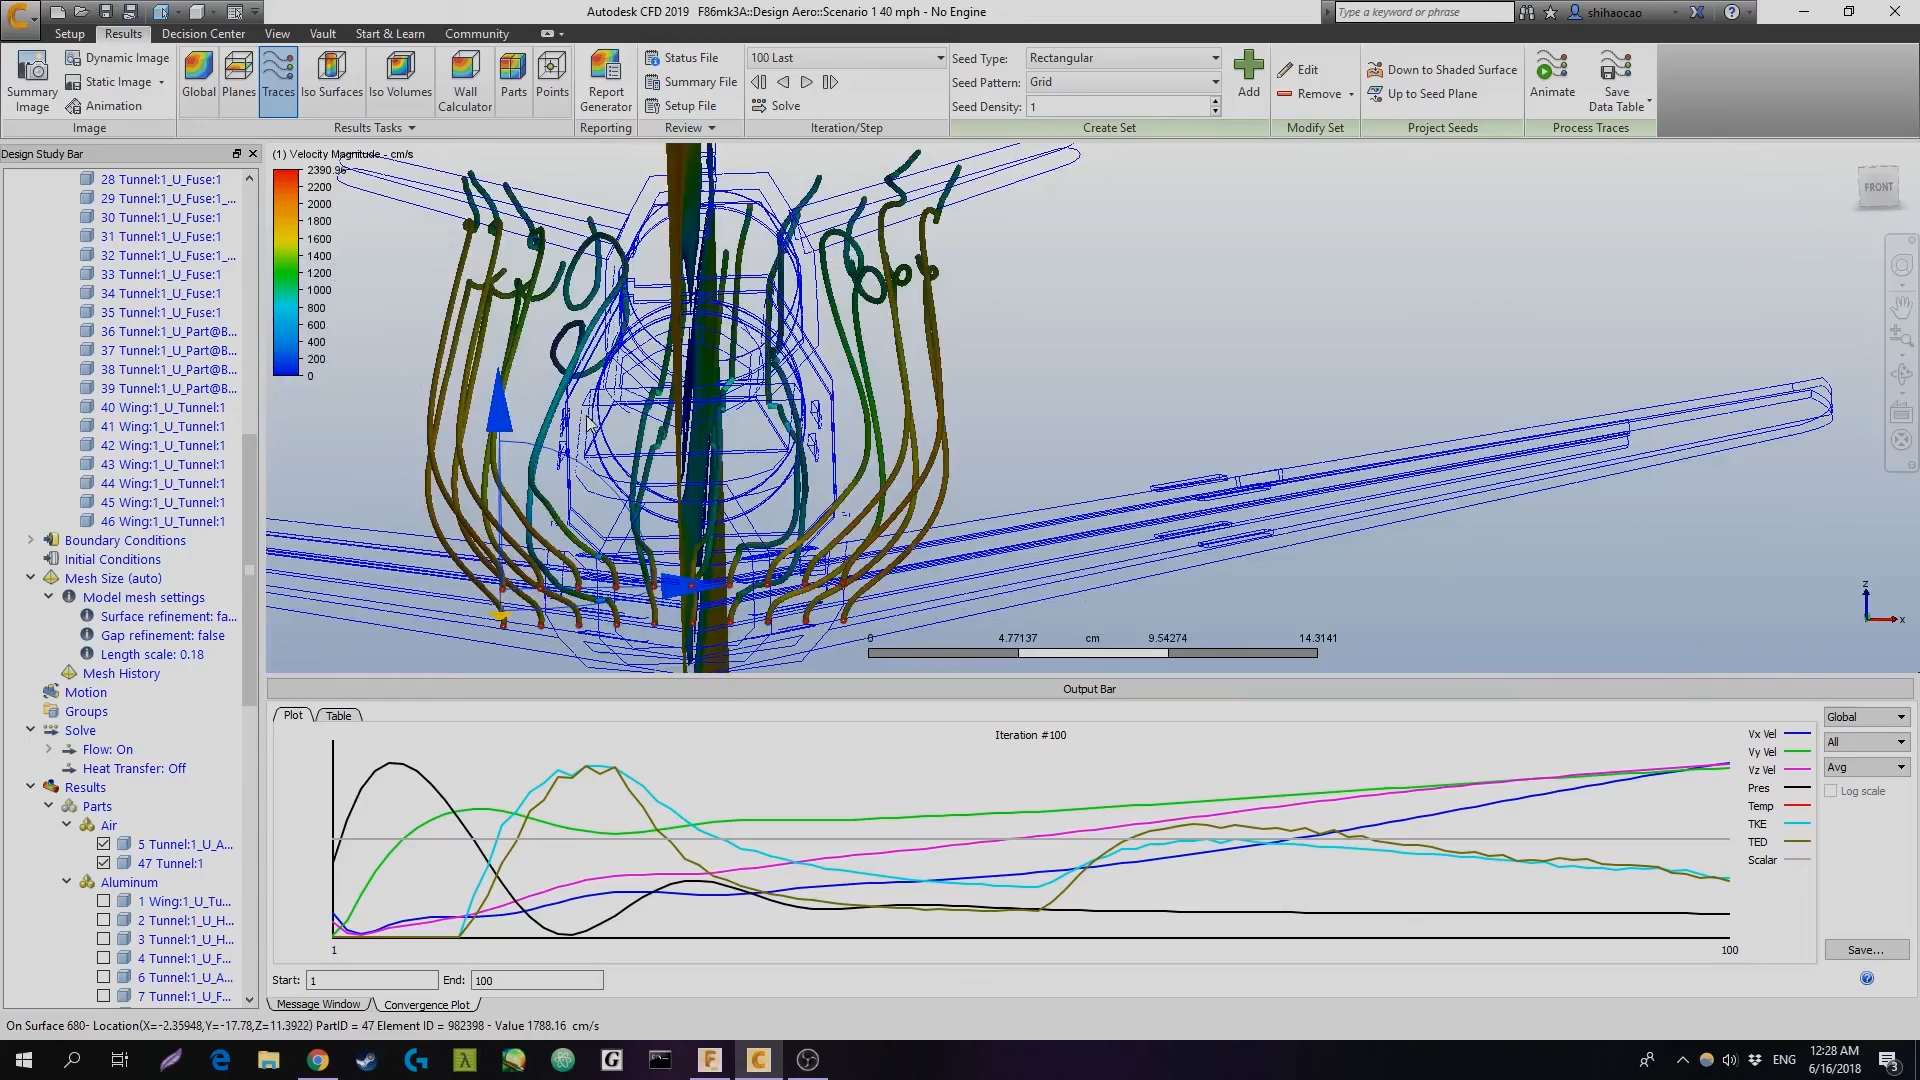 Autodesk CFD 2019 F86mk3A::Design Aero::Scenario 1 40 mph - No Engine
Type a keyword or phrase
shihaocao
Setup Results Decision Center View Vault Start & Learn Community
Summary Image
Dynamic Image
Static Image
Animation
Image
Global Planes Traces Iso Surfaces Iso Volumes Wall Calculator Parts Points
Results Tasks
Report Generator
Reporting
Status File
Summary File
Setup File
Review
100 Last
Solve
Iteration/Step
Seed Type: Rectangular
Seed Pattern: Grid
Seed Density: 1
Add
Create Set
Edit
Remove
Modify Set
Down to Shaded Surface
Up to Seed Plane
Project Seeds
Animate
Save Data Table
Process Traces
Design Study Bar
28 Tunnel:1_U_Fuse:1
29 Tunnel:1_U_Fuse:1_...
30 Tunnel:1_U_Fuse:1
31 Tunnel:1_U_Fuse:1
32 Tunnel:1_U_Fuse:1_...
33 Tunnel:1_U_Fuse:1
34 Tunnel:1_U_Fuse:1
35 Tunnel:1_U_Fuse:1
36 Tunnel:1_U_Part@B...
37 Tunnel:1_U_Part@B...
38 Tunnel:1_U_Part@B...
39 Tunnel:1_U_Part@B...
40 Wing:1_U_Tunnel:1
41 Wing:1_U_Tunnel:1
42 Wing:1_U_Tunnel:1
43 Wing:1_U_Tunnel:1
44 Wing:1_U_Tunnel:1
45 Wing:1_U_Tunnel:1
46 Wing:1_U_Tunnel:1
Boundary Conditions
Initial Conditions
Mesh Size (auto)
Model mesh settings
Surface refinement: fa...
Gap refinement: false
Length scale: 0.18
Mesh History
Motion
Groups
Solve
Flow: On
Heat Transfer: Off
Results
Parts
Air
5 Tunnel:1_U_A...
47 Tunnel:1
Aluminum
1 Wing:1_U_Tu...
2 Tunnel:1_U_H...
3 Tunnel:1_U_H...
4 Tunnel:1_U_F...
6 Tunnel:1_U_A...
7 Tunnel:1_U_F...
(1) Velocity Magnitude - cm/s
2390.96
2200
2000
1800
1600
1400
1200
1000
800
600
400
200
0
FRONT
z
x
0 4.77137 cm 9.54274 14.3141
Output Bar
Plot Table
Iteration #100
1 100
Vx Vel
Vy Vel
Vz Vel
Pres
Temp
TKE
TED
Scalar
Global
All
Avg
Log scale
Save...
Start: 1 End: 100
Message Window Convergence Plot
On Surface 680- Location(X=-2.35948,Y=-17.78,Z=11.3922) PartID = 47 Element ID = 982398 - Value 1788.16 cm/s
ENG
12:28 AM
6/16/2018
3